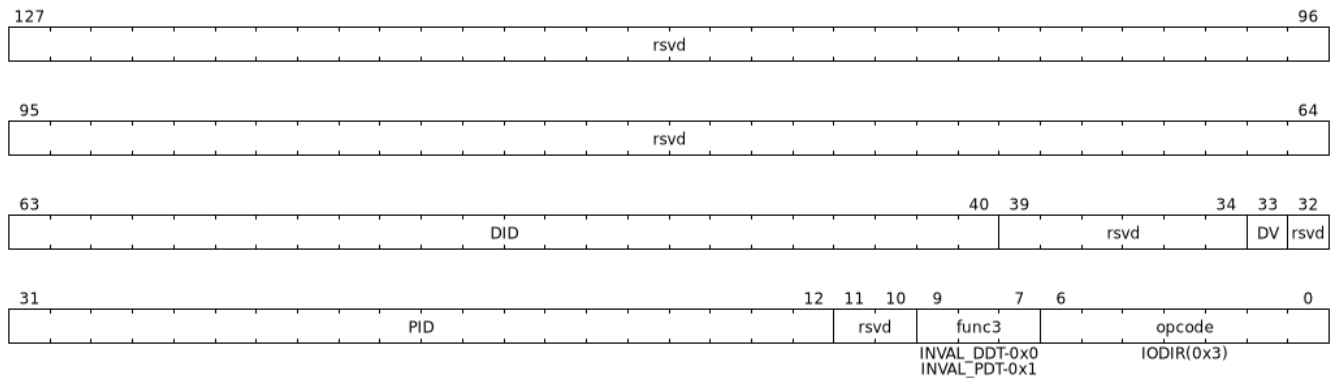 127 96
rsvd
95 64
rsvd
63 40 39 34 33 32
DID rsvd DV rsvd
31 12 11 10 9 7 6 0
PID rsvd func3 opcode
INVAL_DDT-0x0 IODIR(0x3)
INVAL_PDT-0x1